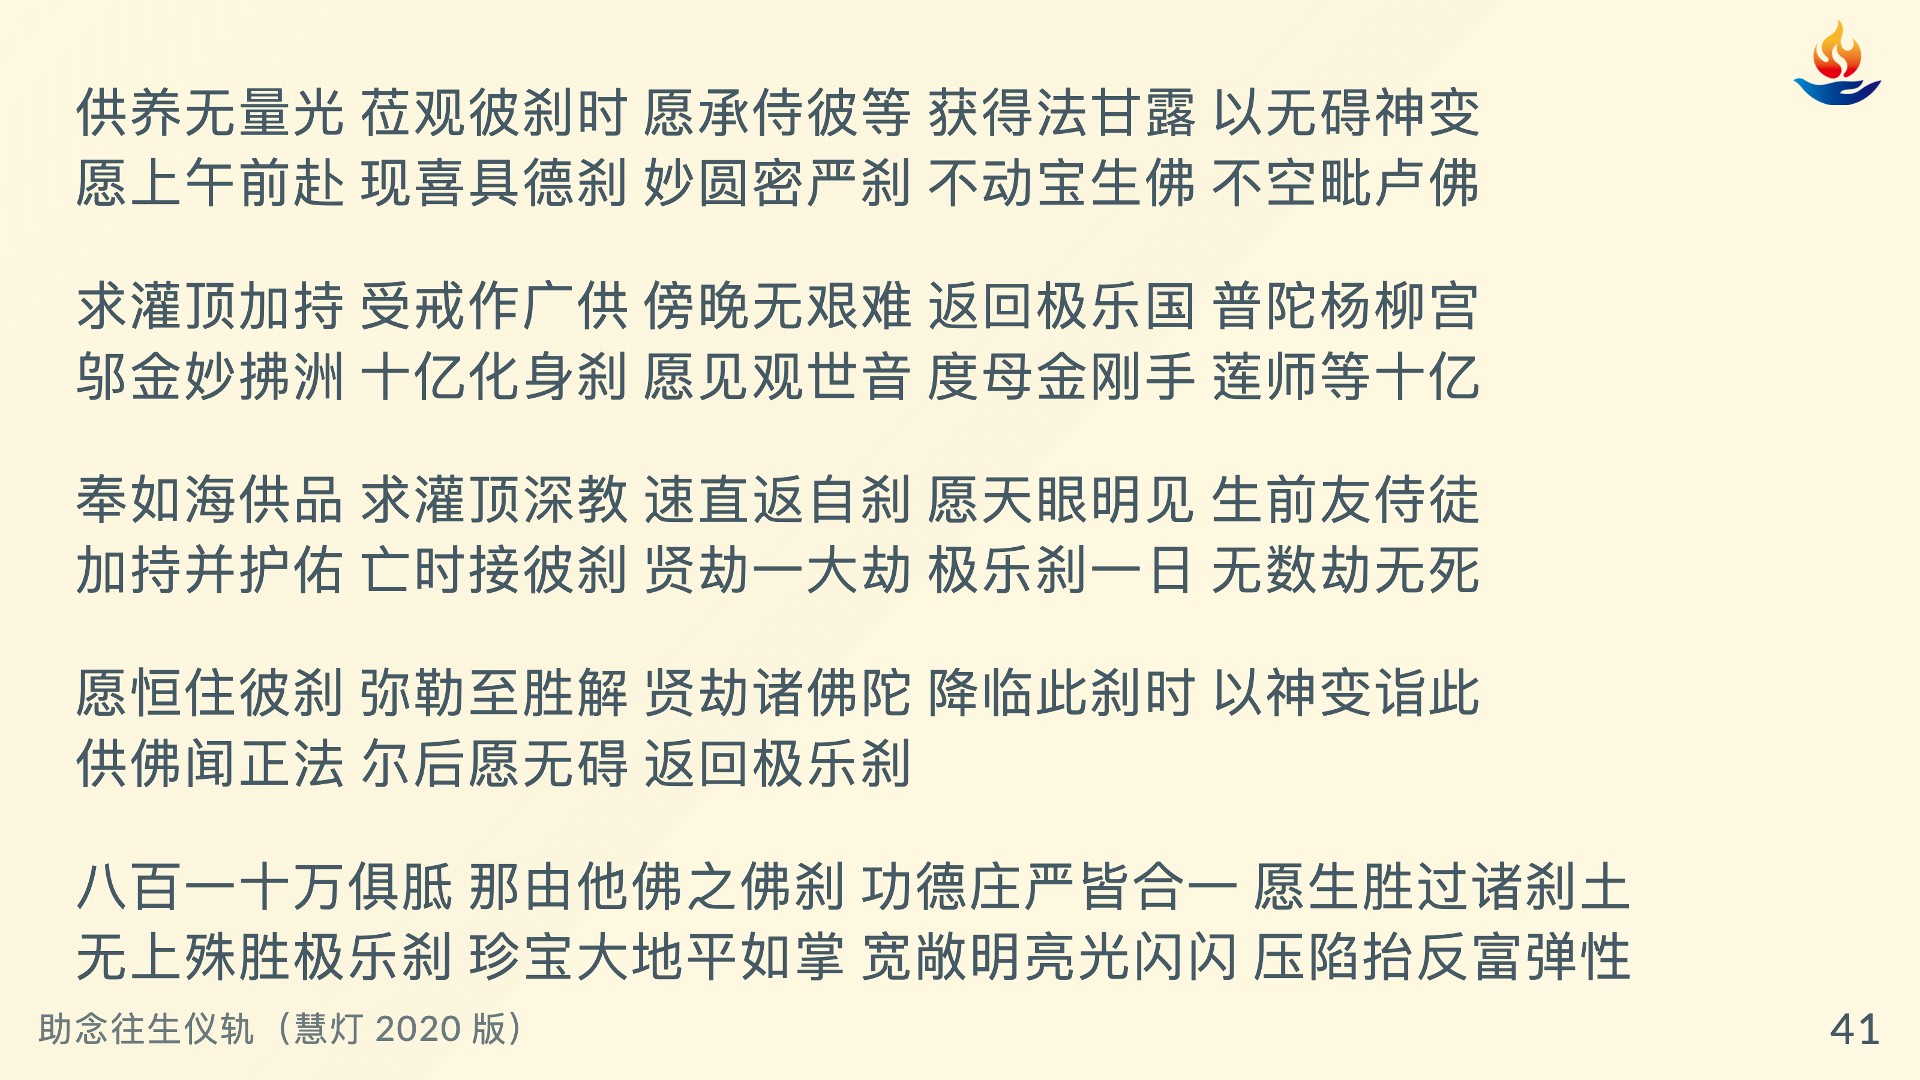 供养无量光 莅观彼刹时 愿承侍彼等 获得法甘露 以无碍神变
愿上午前赴 现喜具德刹 妙圆密严刹 不动宝生佛 不空毗卢佛
求灌顶加持 受戒作广供 傍晚无艰难 返回极乐国 普陀杨柳宫
邬金妙拂洲 十亿化身刹 愿见观世音 度母金刚手 莲师等十亿
奉如海供品 求灌顶深教 速直返自刹 愿天眼明见 生前友侍徒
加持并护佑 亡时接彼刹 贤劫一大劫 极乐刹一日 无数劫无死
愿恒住彼刹 弥勒至胜解 贤劫诸佛陀 降临此刹时 以神变诣此
供佛闻正法 尔后愿无碍 返回极乐刹
八百一十万俱胝 那由他佛之佛刹 功德庄严皆合一 愿生胜过诸刹土
无上殊胜极乐刹 珍宝大地平如掌 宽敞明亮光闪闪 压陷抬反富弹性
助念往生仪轨（慧灯 2020 版）
41